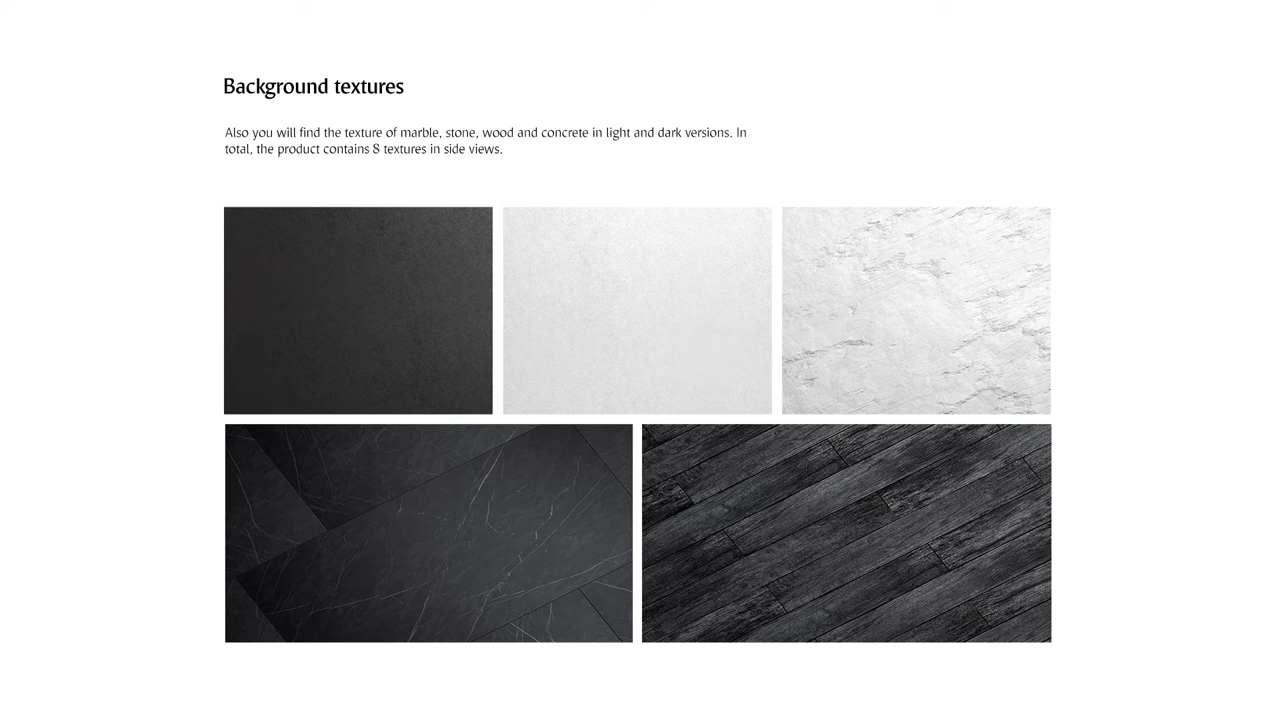 Background textures
Also you will find the texture of marble, stone, wood and concrete in light and dark versions. In
total, the product contains 8 textures in side views.